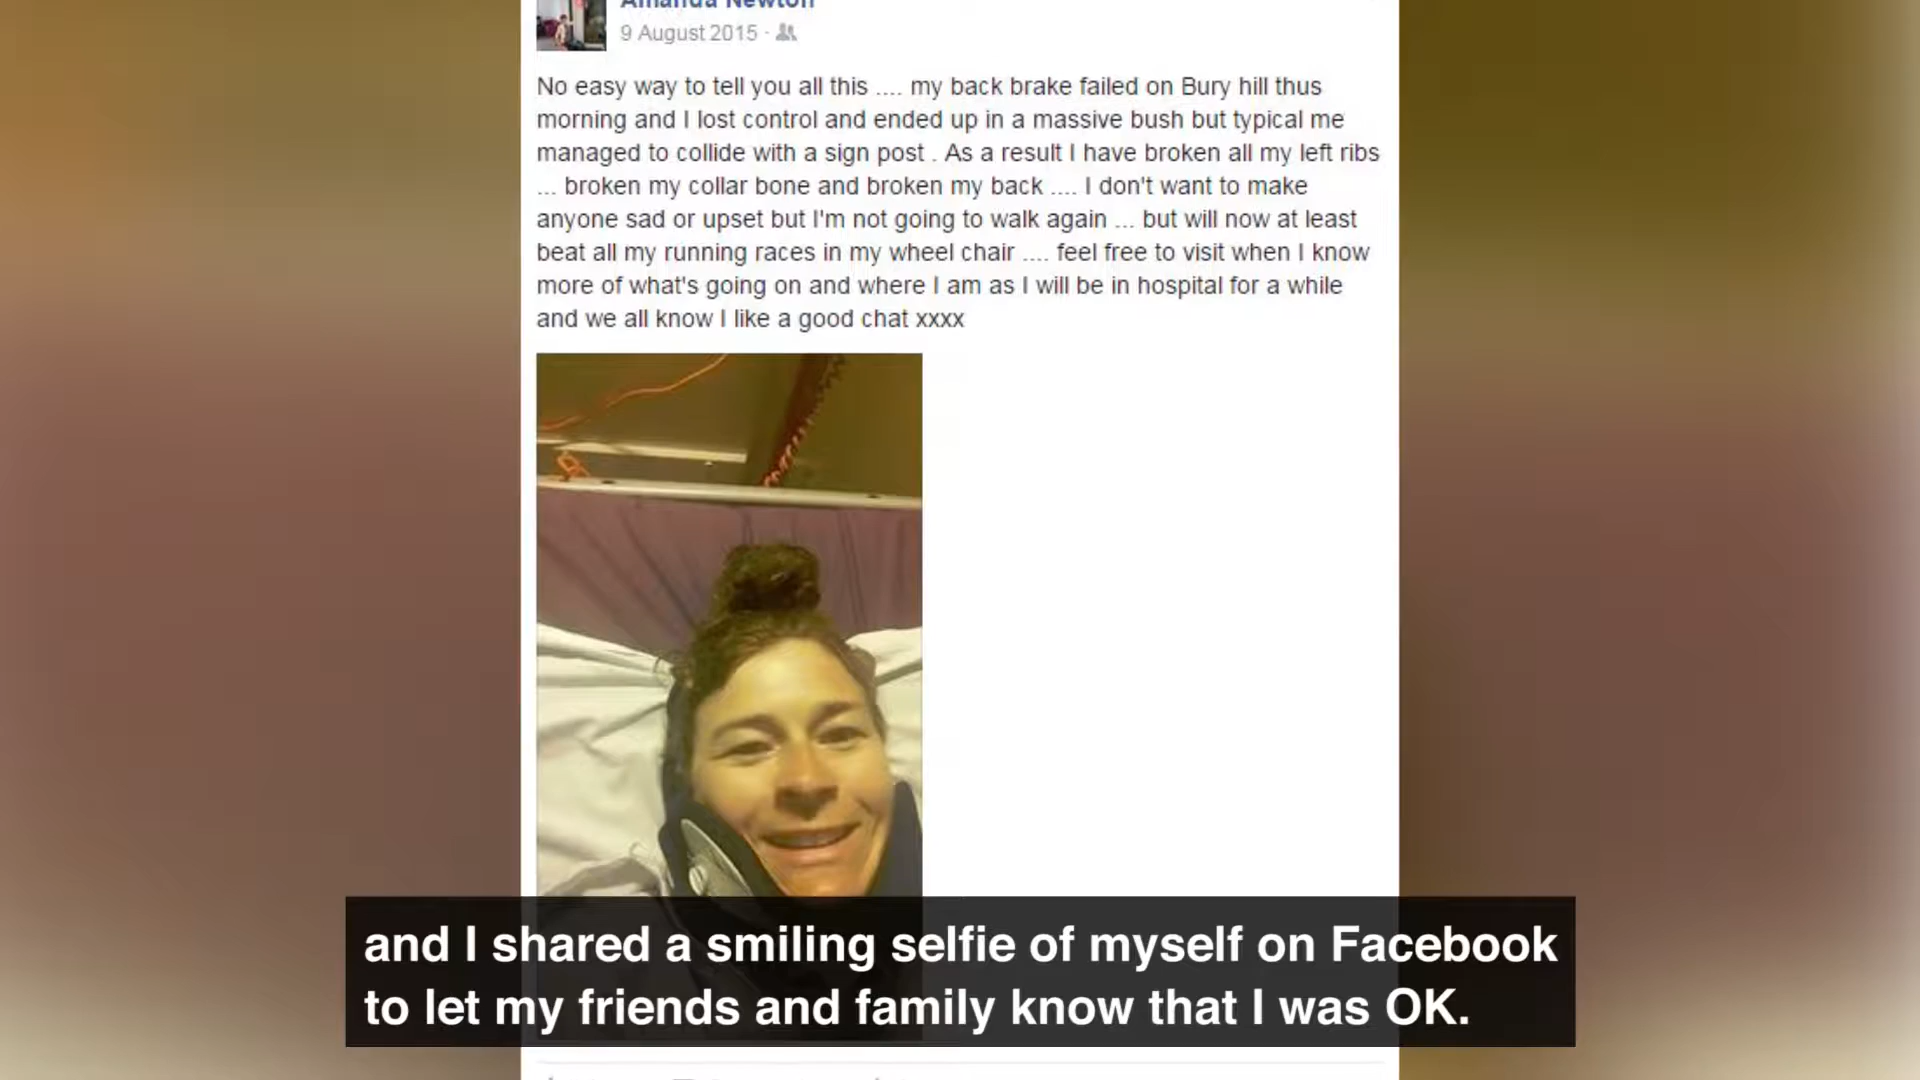 Amanda Newton
9 August 2015 ·
No easy way to tell you all this .... my back brake failed on Bury hill thus
morning and I lost control and ended up in a massive bush but typical me
managed to collide with a sign post . As a result I have broken all my left ribs
... broken my collar bone and broken my back .... I don't want to make
anyone sad or upset but I'm not going to walk again ... but will now at least
beat all my running races in my wheel chair .... feel free to visit when I know
more of what's going on and where I am as I will be in hospital for a while
and we all know I like a good chat xxxx
and I shared a smiling selfie of myself on Facebook
to let my friends and family know that I was OK.